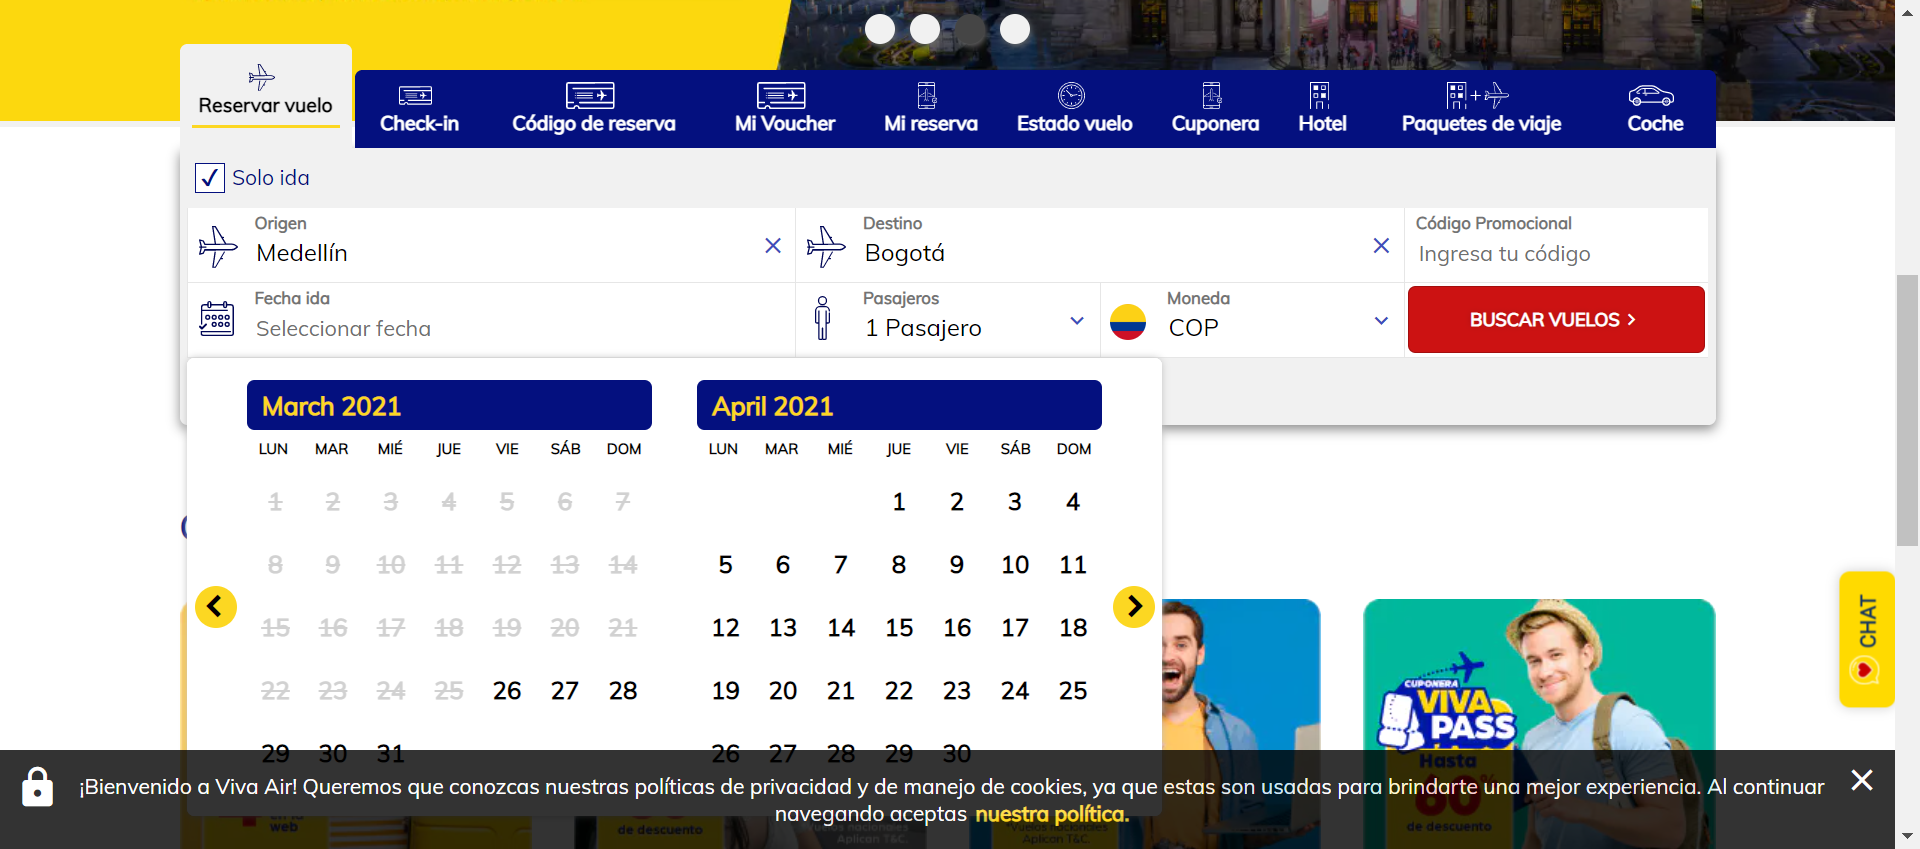 Reservar vuelo
Check-in
Código de reserva
Mi Voucher
Mi reserva
Estado vuelo
Cuponera
Hotel
Paquetes de viaje
Coche
Solo ida
Origen
Medellín
Destino
Bogotá
Código Promocional
Ingresa tu código
Fecha ida
Seleccionar fecha
Pasajeros
1 Pasajero
Moneda
COP
BUSCAR VUELOS
March 2021
LUN MAR MIÉ JUE VIE SÁB DOM
1 2 3 4 5 6 7
8 9 10 11 12 13 14
15 16 17 18 19 20 21
22 23 24 25 26 27 28
29 30 31
April 2021
LUN MAR MIÉ JUE VIE SÁB DOM
1 2 3 4
5 6 7 8 9 10 11
12 13 14 15 16 17 18
19 20 21 22 23 24 25
26 27 28 29 30
CHAT
CUPONERA
VIVA
PASS
Hasta
60%
de descuento
¡Bienvenido a Viva Air! Queremos que conozcas nuestras políticas de privacidad y de manejo de cookies, ya que estas son usadas para brindarte una mejor experiencia. Al continuar
navegando aceptas nuestra política.
web
de descuento
Vuelos nacionales
Aplican T&C
Vuelos nacionales
Aplican T&C.